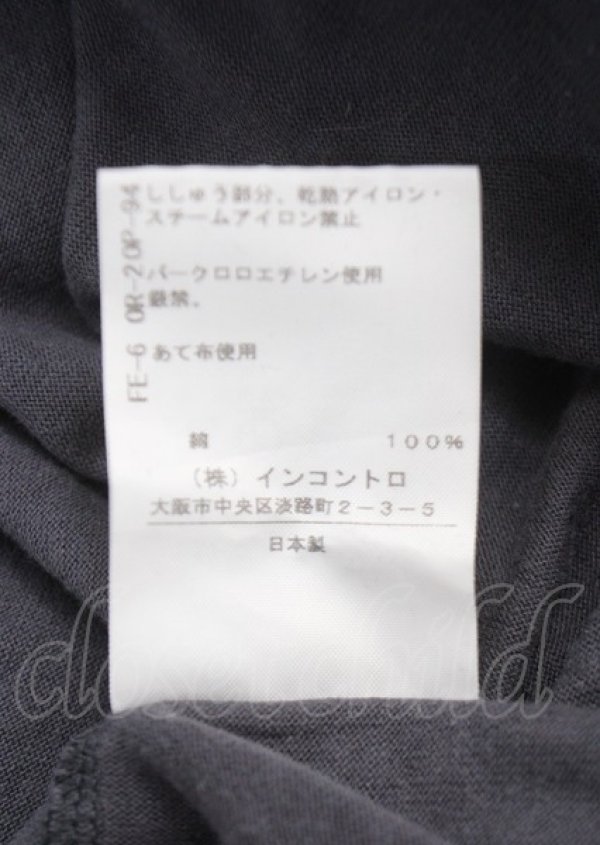 ししゅう部分、乾熱アイロン・
スチームアイロン禁止
パークロロエチレン使用
厳禁。
あて布使用
綿 100%
(株)インコントロ
大阪市中央区淡路町2-3-5
日本製
FE-6 OR-20P-94
closetchild